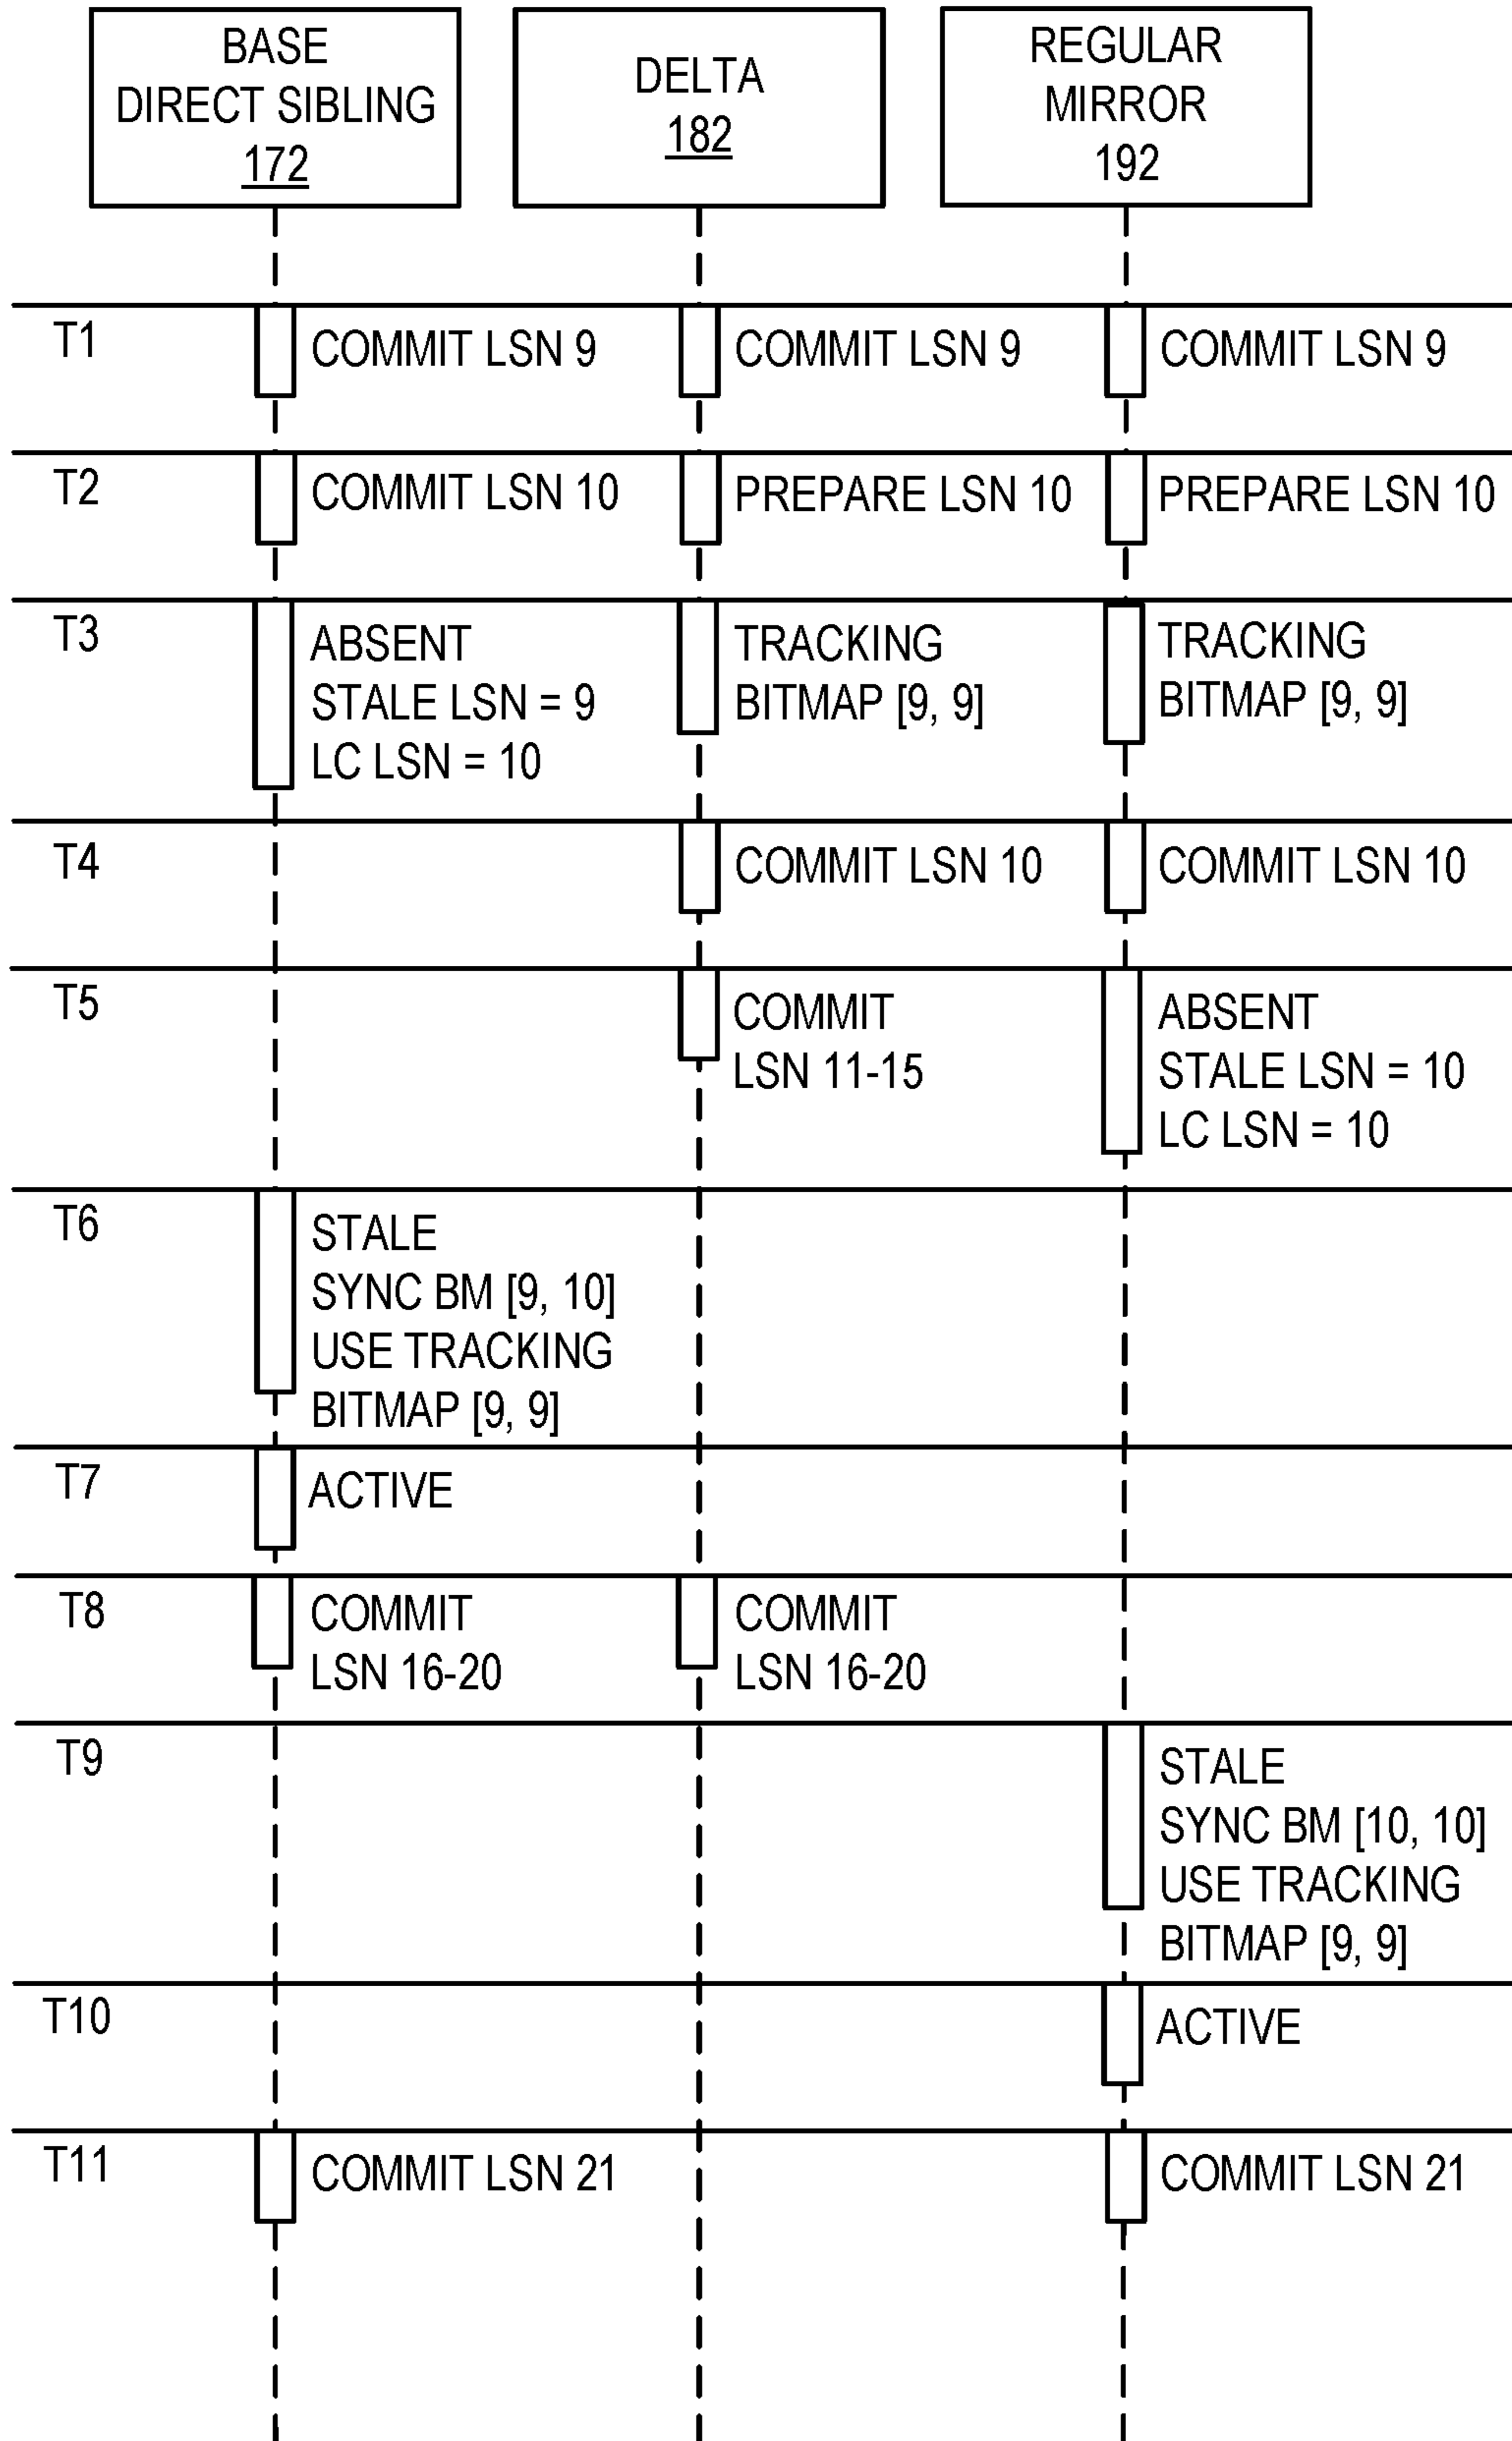 BASE
DIRECT SIBLING
172
DELTA
182
REGULAR
MIRROR
192
T1
COMMIT LSN 9
COMMIT LSN 9
COMMIT LSN 9
T2
COMMIT LSN 10
PREPARE LSN 10
PREPARE LSN 10
T3
ABSENT
STALE LSN = 9
LC LSN = 10
TRACKING
BITMAP [9, 9]
TRACKING
BITMAP [9, 9]
T4
COMMIT LSN 10
COMMIT LSN 10
T5
COMMIT
LSN 11-15
ABSENT
STALE LSN = 10
LC LSN = 10
T6
STALE
SYNC BM [9, 10]
USE TRACKING
BITMAP [9, 9]
T7
ACTIVE
T8
COMMIT
LSN 16-20
COMMIT
LSN 16-20
T9
STALE
SYNC BM [10, 10]
USE TRACKING
BITMAP [9, 9]
T10
ACTIVE
T11
COMMIT LSN 21
COMMIT LSN 21